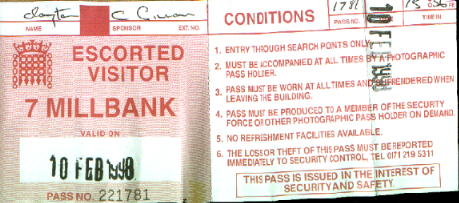 Clayton
NAME SPONSOR EXT. NO.
ESCORTED
VISITOR
7 MILLBANK
VALID ON
10 FEB 1998
PASS NO. 221781
CONDITIONS
1781
PASS NO. TIME IN
10 FEB 1998
1. ENTRY THOUGH SEARCH PONTS ONLY.
2. MUST BE ACCOMPANIED AT ALL TIMES BY A PHOTOGRAPHIC
PASS HOLIER.
3. PASS MUST BE WORN AT ALL TIMES AND SURRENDERED WHEN
LEAVING THE BUILDING.
4. PASS MUST BE PRODUCED TO A MEMBER OF THE SECURITY
FORCE OR OTHER PHOTOGRAPHIC PASS HOLDER ON DEMAND.
5. NO REFRISHMENT FACILITIES AVAILABLE.
6. THE LOSS OR THEFT OF THIS PASS MUST BE REPORTED
IMMEDIATELY TO SECURITY CONTROL, TEL 0171 219 5311
THIS PASS IS ISSUED IN THE INTEREST OF
SECURITY AND SAFETY.